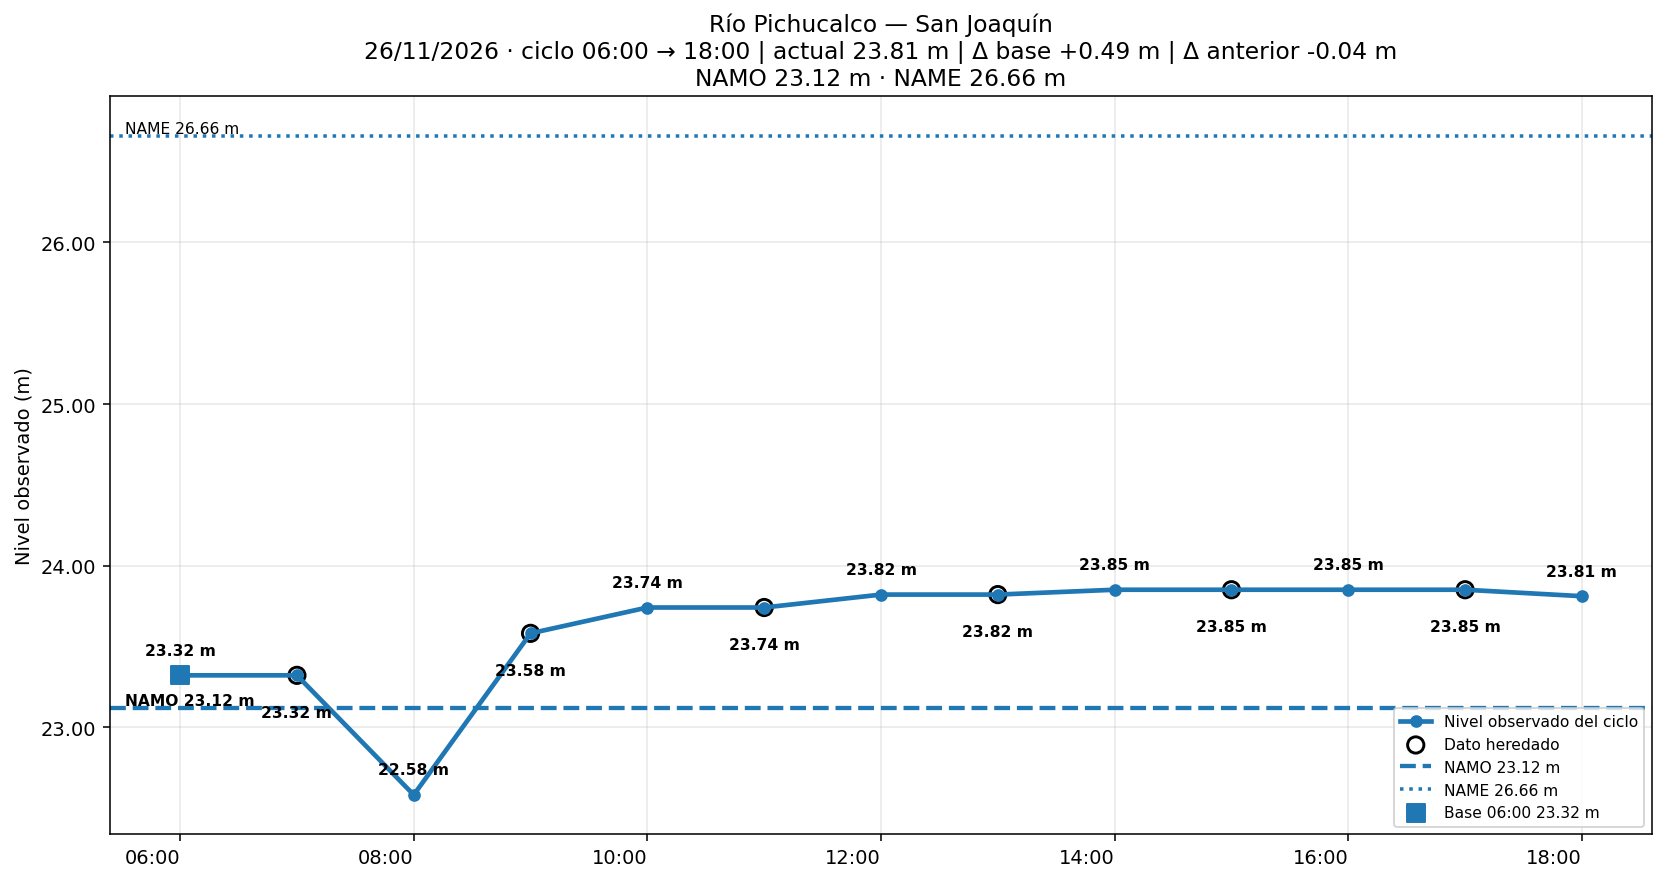 Río Pichucalco — San Joaquín
26/11/2026 · ciclo 06:00 → 18:00 | actual 23.81 m | Δ base +0.49 m | Δ anterior -0.04 m
NAMO 23.12 m · NAME 26.66 m
NAME 26.66 m
26.00
25.00
24.00
23.00
Nivel observado (m)
23.32 m
NAMO 23.12 m
23.32 m
22.58 m
23.58 m
23.74 m
23.74 m
23.82 m
23.82 m
23.85 m
23.85 m
23.85 m
23.85 m
23.81 m
Nivel observado del ciclo
Dato heredado
NAMO 23.12 m
NAME 26.66 m
Base 06:00 23.32 m
06:00
08:00
10:00
12:00
14:00
16:00
18:00